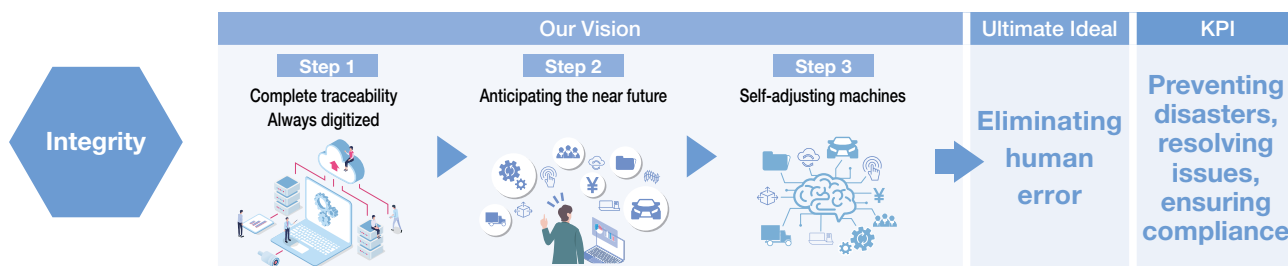 Integrity
Our Vision
Step 1
Complete traceability
Always digitized
Step 2
Anticipating the near future
Step 3
Self-adjusting machines
Ultimate Ideal
Eliminating
human
error
KPI
Preventing
disasters,
resolving
issues,
ensuring
compliance
¥
¥